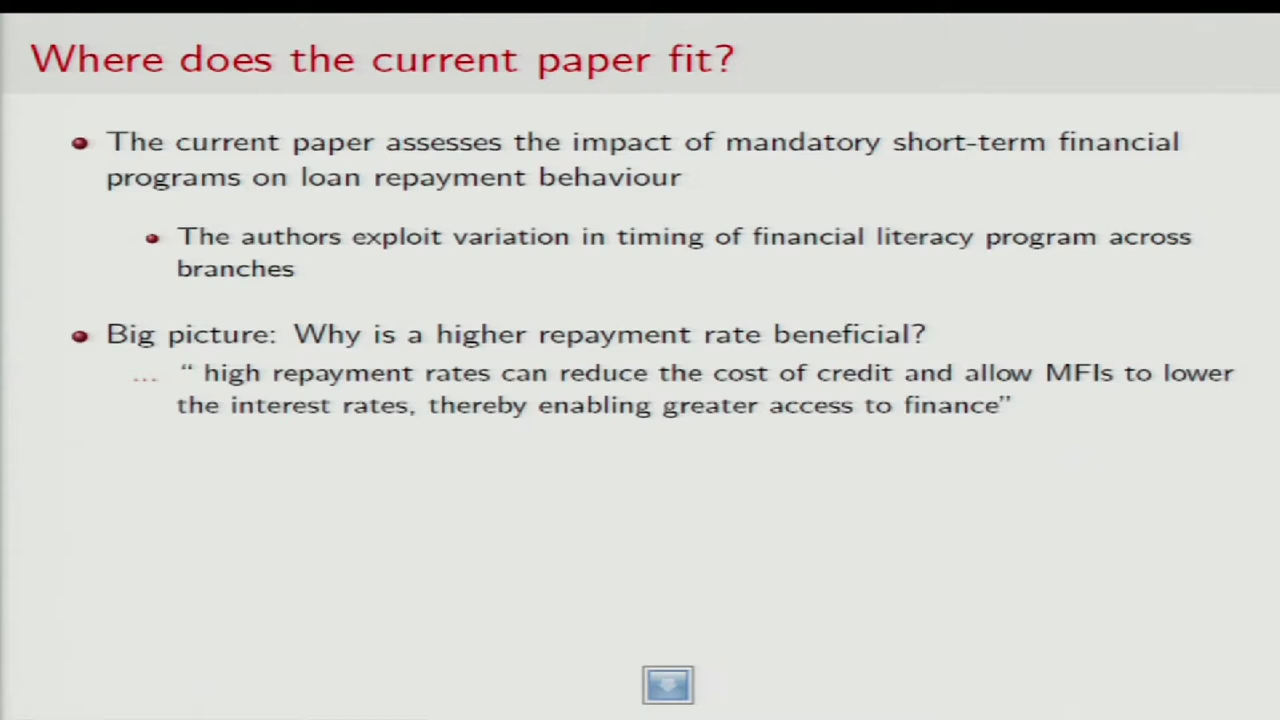 Where does the current paper fit?
The current paper assesses the impact of mandatory short-term financial
programs on loan repayment behaviour
The authors exploit variation in timing of financial literacy program across
branches
Big picture: Why is a higher repayment rate beneficial?
... “ high repayment rates can reduce the cost of credit and allow MFIs to lower
the interest rates, thereby enabling greater access to finance”